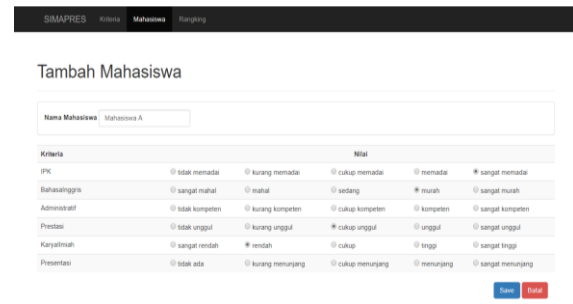 SIMAPRES Kriteria Mahasiswa Rangking
Tambah Mahasiswa
Nama Mahasiswa Mahasiswa A
Kriteria Nilai
IPK tidak memadai kurang memadai cukup memadai memadai sangat memadai
BahasaInggris sangat mahal mahal sedang murah sangat murah
Administratif tidak kompeten kurang kompeten cukup kompeten kompeten sangat kompeten
Prestasi tidak unggul kurang unggul cukup unggul unggul sangat unggul
KaryaIlmiah sangat rendah rendah cukup tinggi sangat tinggi
Presentasi tidak ada kurang menunjang cukup menunjang menunjang sangat menunjang
Save Batal